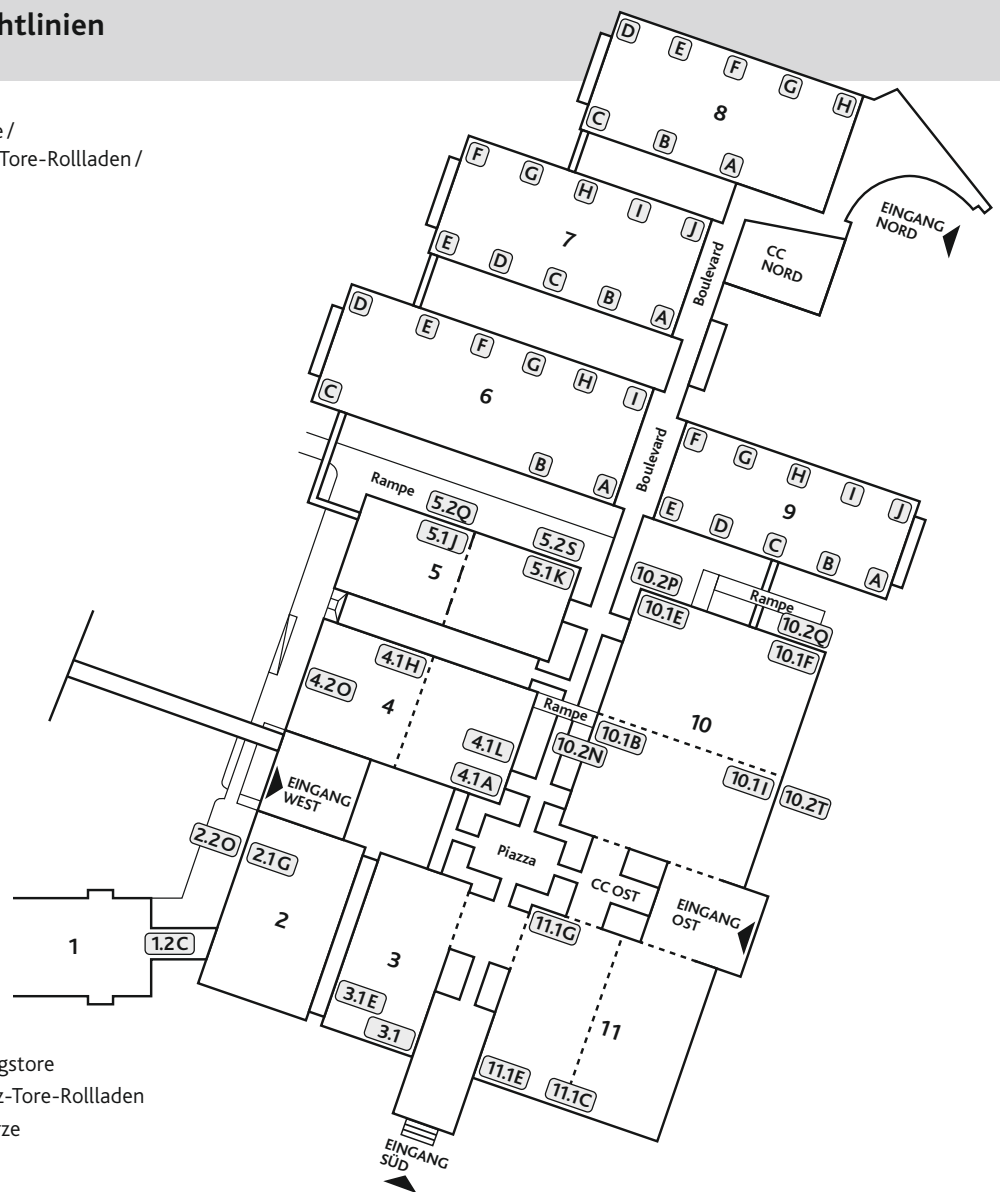 htlinien
e /
Tore-Rollladen /
D
E
F
G
H
8
C
B
A
EINGANG
NORD
F
G
H
I
J
7
E
D
C
B
A
Boulevard
CC
NORD
D
E
F
G
H
I
6
C
B
A
Boulevard
F
G
H
I
J
9
E
D
C
B
A
Rampe
5.2Q
5.1J
5.2S
5.1K
5
10.2P
10.1E
Rampe
10.2Q
10.1F
4.1H
4.2O
4
4.1L
4.1A
Rampe
10.2N
10.1B
10
10.1I
10.2T
EINGANG
WEST
2.2O
2.1G
Piazza
CC OST
EINGANG
OST
1
1.2C
2
3
3.1E
3.1
11.1G
11
11.1E
11.1C
gstore
z-Tore-Rollladen
rze
EINGANG
SÜD